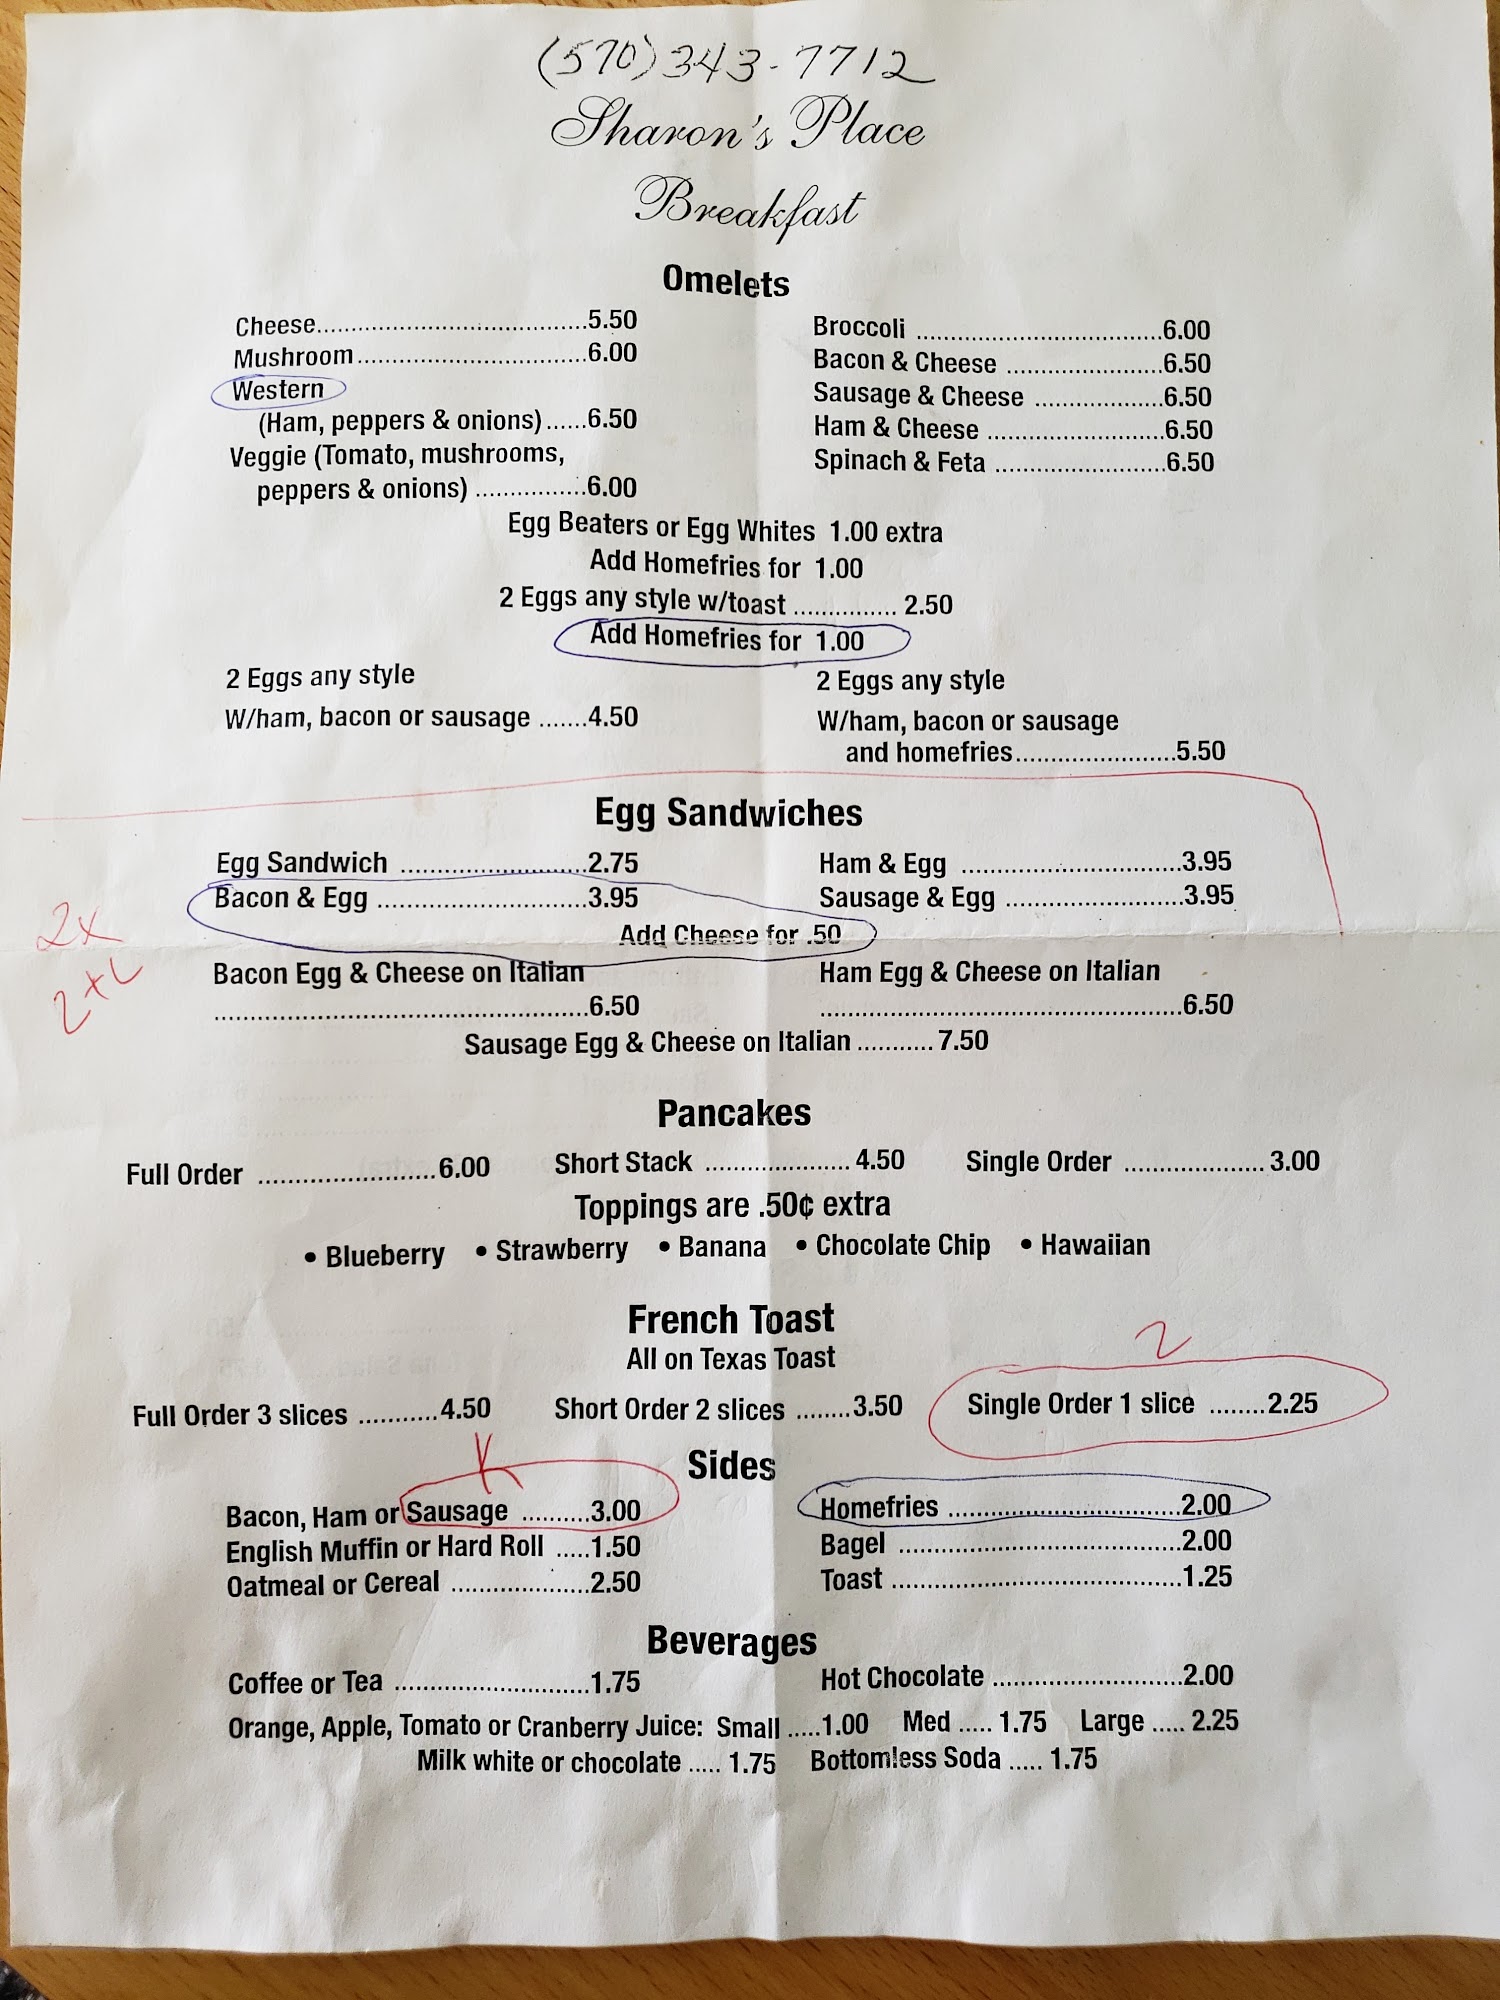 (570) 343-7712
Sharon's Place
Breakfast
Omelets
Cheese.....................................5.50
Mushroom...............................6.00
Western
(Ham, peppers & onions)......6.50
Veggie (Tomato, mushrooms,
peppers & onions) ...............6.00
Broccoli .................................6.00
Bacon & Cheese .....................6.50
Sausage & Cheese .................6.50
Ham & Cheese .......................6.50
Spinach & Feta .......................6.50
Egg Beaters or Egg Whites 1.00 extra
Add Homefries for 1.00
2 Eggs any style w/toast .............. 2.50
Add Homefries for 1.00
2 Eggs any style
W/ham, bacon or sausage .......4.50
2 Eggs any style
W/ham, bacon or sausage
and homefries......................5.50
Egg Sandwiches
Egg Sandwich .........................2.75
Bacon & Egg ............................3.95
Ham & Egg ..............................3.95
Sausage & Egg ........................3.95
2x
Add Cheese for .50
Bacon Egg & Cheese on Italian
..................................................6.50
Ham Egg & Cheese on Italian
.................................................6.50
Sausage Egg & Cheese on Italian ........... 7.50
Pancakes
Full Order ........................6.00
Short Stack ................... 4.50
Single Order ................... 3.00
Toppings are .50¢ extra
• Blueberry • Strawberry • Banana • Chocolate Chip • Hawaiian
French Toast
All on Texas Toast
2
Full Order 3 slices ...........4.50
Short Order 2 slices ........3.50
Single Order 1 slice ........2.25
K
Sides
Bacon, Ham or Sausage ..........3.00
English Muffin or Hard Roll .....1.50
Oatmeal or Cereal ...................2.50
Homefries ................................2.00
Bagel .......................................2.00
Toast ........................................1.25
Beverages
Coffee or Tea ...........................1.75
Hot Chocolate ..........................2.00
Orange, Apple, Tomato or Cranberry Juice: Small .....1.00 Med ..... 1.75 Large ..... 2.25
Milk white or chocolate ..... 1.75 Bottomless Soda ..... 1.75